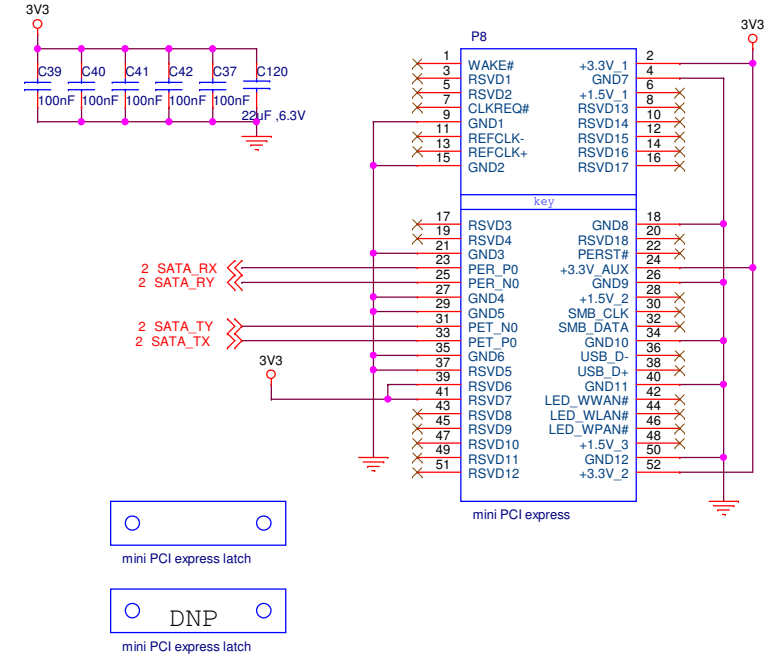 3V3
3V3
P8
C39 C40 C41 C42 C37 C120
100nF 100nF 100nF 100nF 100nF
22uF ,6.3V
1 WAKE# +3.3V_1 2
3 RSVD1 GND7 4
5 RSVD2 +1.5V_1 6
7 CLKREQ# RSVD13 8
9 GND1 RSVD14 10
11 REFCLK- RSVD15 12
13 REFCLK+ RSVD16 14
15 GND2 RSVD17 16
key
17 RSVD3 GND8 18
19 RSVD4 RSVD18 20
21 GND3 PERST# 22
2 SATA_RX 23 PER_P0 +3.3V_AUX 24
2 SATA_RY 25 PER_N0 GND9 26
27 GND4 +1.5V_2 28
29 GND5 SMB_CLK 30
2 SATA_TY 31 PET_N0 SMB_DATA 32
2 SATA_TX 33 PET_P0 GND10 34
35 GND6 USB_D- 36
3V3
37 RSVD5 USB_D+ 38
39 RSVD6 GND11 40
41 RSVD7 LED_WWAN# 42
43 RSVD8 LED_WLAN# 44
45 RSVD9 LED_WPAN# 46
47 RSVD10 +1.5V_3 48
49 RSVD11 GND12 50
51 RSVD12 +3.3V_2 52
mini PCI express
mini PCI express latch
DNP
mini PCI express latch